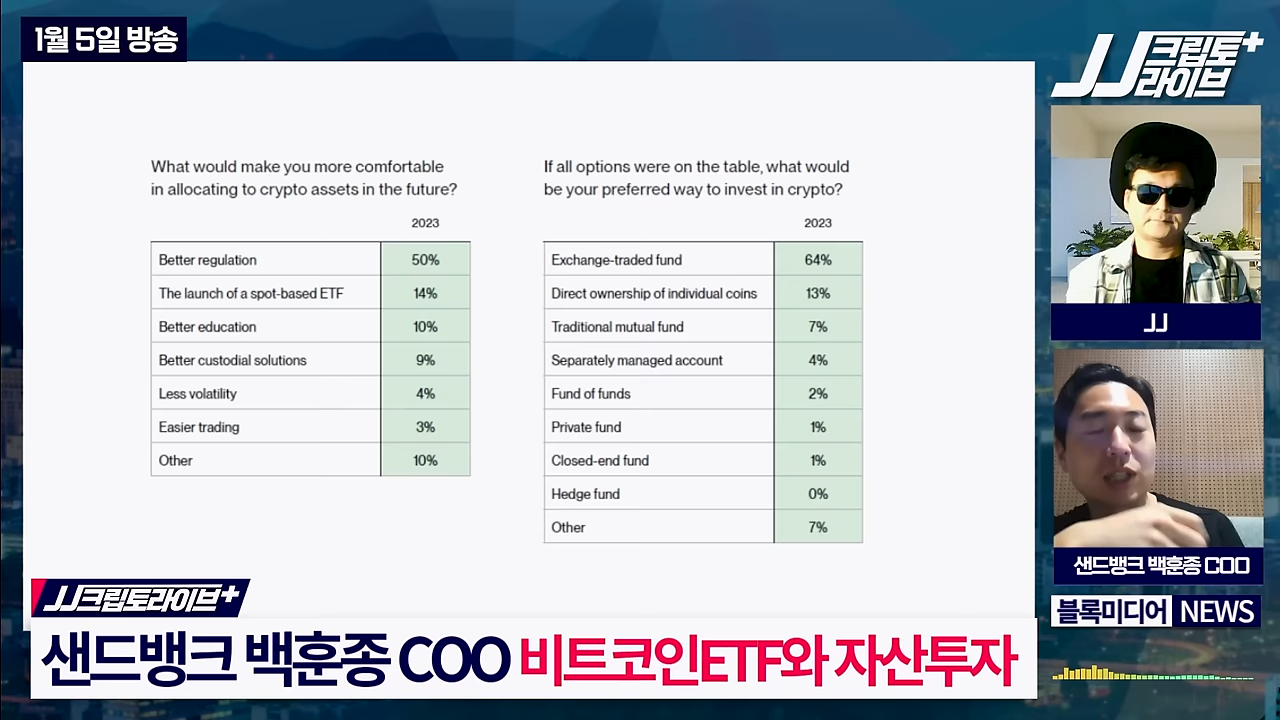 1월 5일 방송
JJ 크립토+
라이브
What would make you more comfortable
in allocating to crypto assets in the future?
2023
Better regulation 50%
The launch of a spot-based ETF 14%
Better education 10%
Better custodial solutions 9%
Less volatility 4%
Easier trading 3%
Other 10%
If all options were on the table, what would
be your preferred way to invest in crypto?
2023
Exchange-traded fund 64%
Direct ownership of individual coins 13%
Traditional mutual fund 7%
Separately managed account 4%
Fund of funds 2%
Private fund 1%
Closed-end fund 1%
Hedge fund 0%
Other 7%
JJ
샌드뱅크 백훈종 COO
블록미디어 NEWS
JJ크립토라이브+
샌드뱅크 백훈종 COO 비트코인ETF와 자산투자